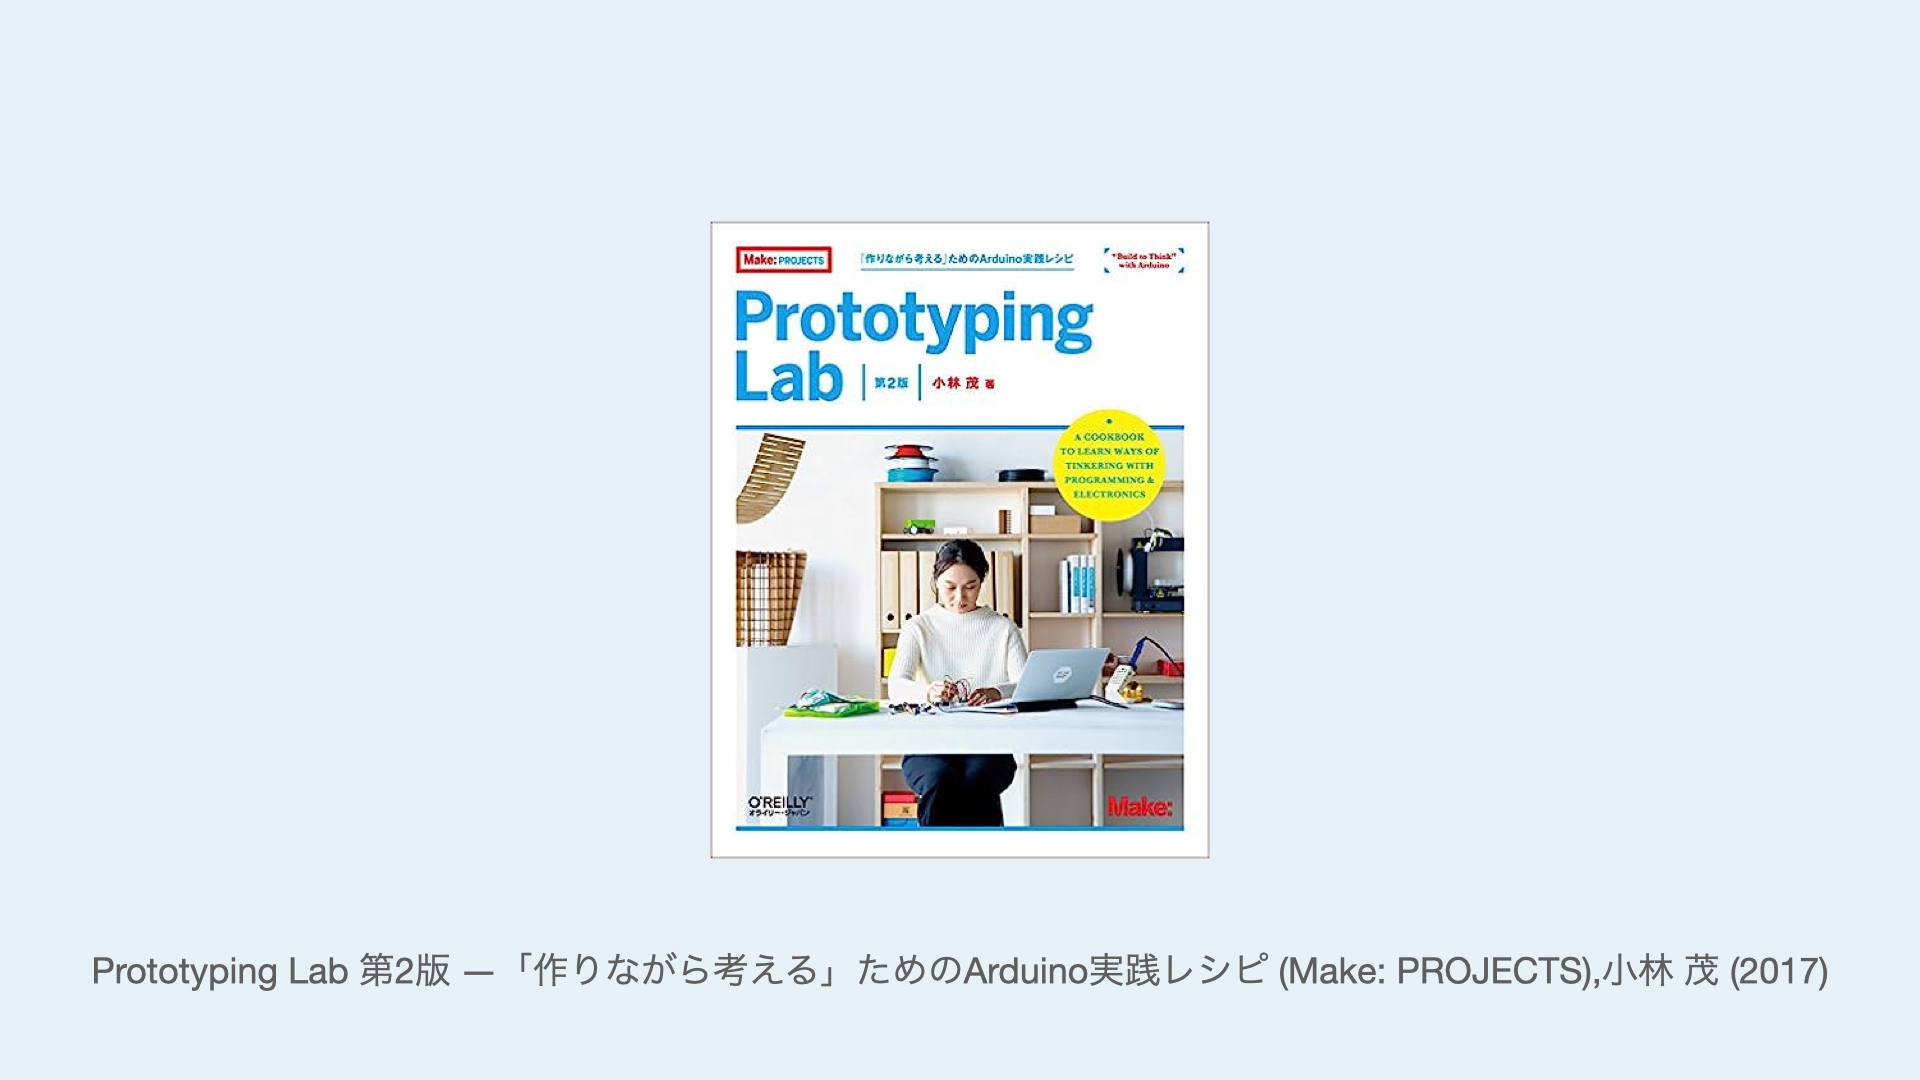 Make: PROJECTS
「作りながら考える」ためのArduino実践レシピ
"Build to Think"
with Arduino
Prototyping
Lab
第2版
小林 茂 著
A COOKBOOK
TO LEARN WAYS OF
TINKERING WITH
PROGRAMMING &
ELECTRONICS
O'REILLY
オライリー・ジャパン
Make:
Prototyping Lab 第2版 —「作りながら考える」ためのArduino実践レシピ (Make: PROJECTS),小林 茂 (2017)